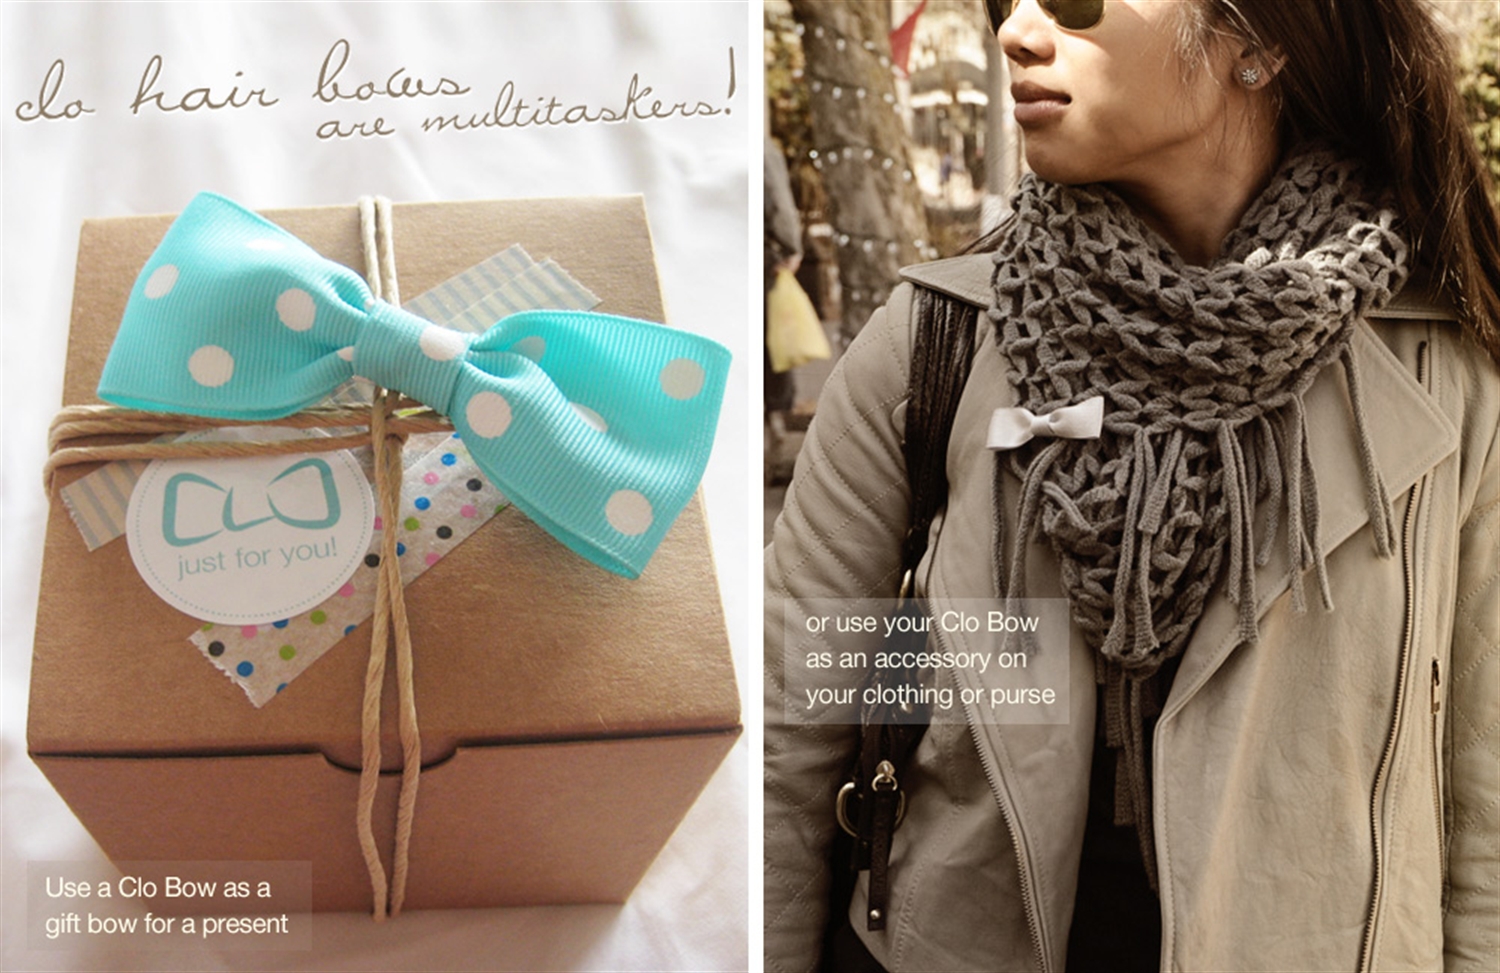 clo hair bows
are multitaskers!
CLO
just for you!
Use a Clo Bow as a
gift bow for a present
or use your Clo Bow
as an accessory on
your clothing or purse